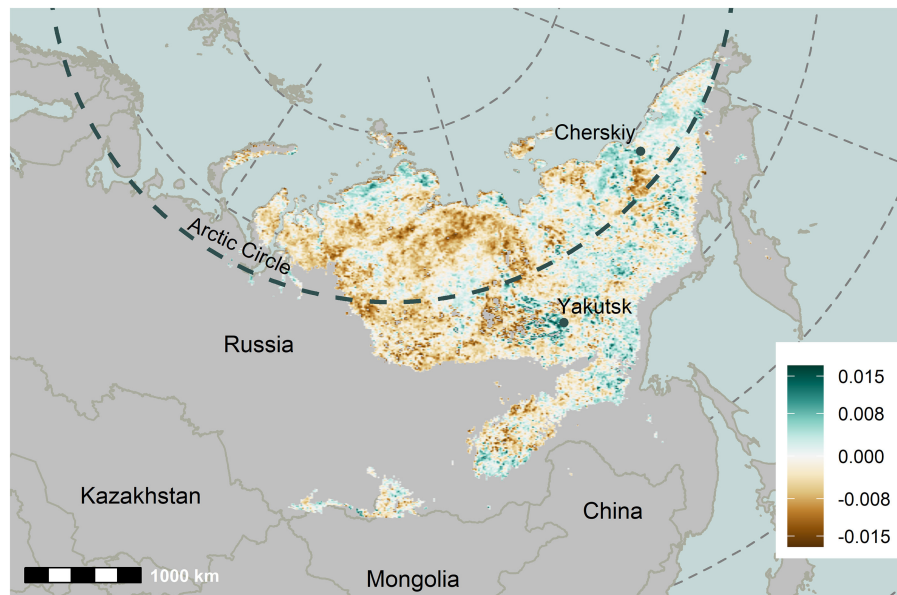 Cherskiy
Arctic Circle
Yakutsk
Russia
0.015
0.008
0.000
-0.008
-0.015
Kazakhstan
China
1000 km
Mongolia